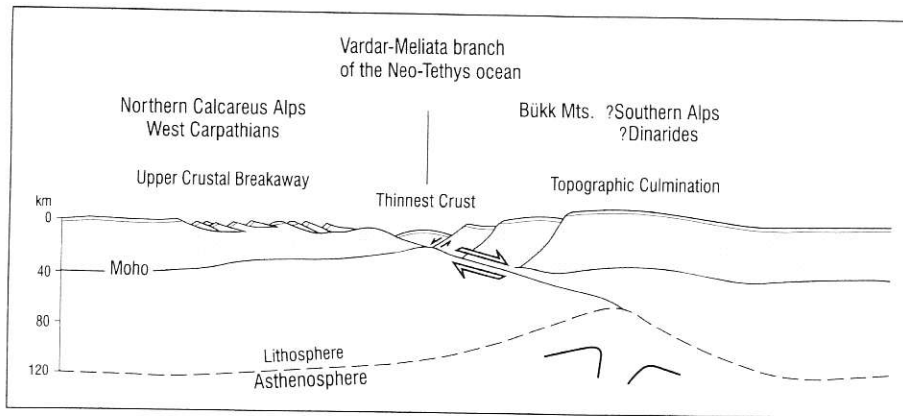 Vardar-Meliata branch
of the Neo-Tethys ocean
Northern Calcareus Alps
West Carpathians
Bükk Mts. ?Southern Alps
?Dinarides
Upper Crustal Breakaway
Thinnest Crust
Topographic Culmination
km
0
Moho
40
80
120
Lithosphere
Asthenosphere